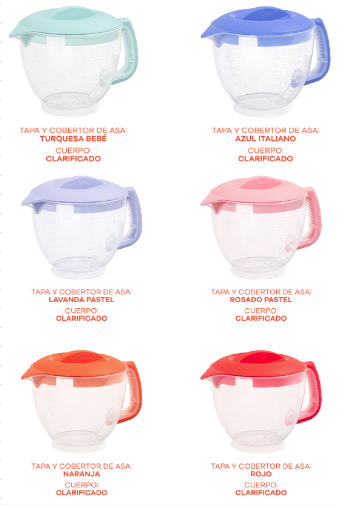 TAPA Y COBERTOR DE ASA:
TURQUESA BEBÉ
CUERPO:
CLARIFICADO
TAPA Y COBERTOR DE ASA:
AZUL ITALIANO
CUERPO:
CLARIFICADO
TAPA Y COBERTOR DE ASA:
LAVANDA PASTEL
CUERPO:
CLARIFICADO
TAPA Y COBERTOR DE ASA:
ROSADO PASTEL
CUERPO:
CLARIFICADO
TAPA Y COBERTOR DE ASA:
NARANJA
CUERPO:
CLARIFICADO
TAPA Y COBERTOR DE ASA:
ROJO
CUERPO:
CLARIFICADO